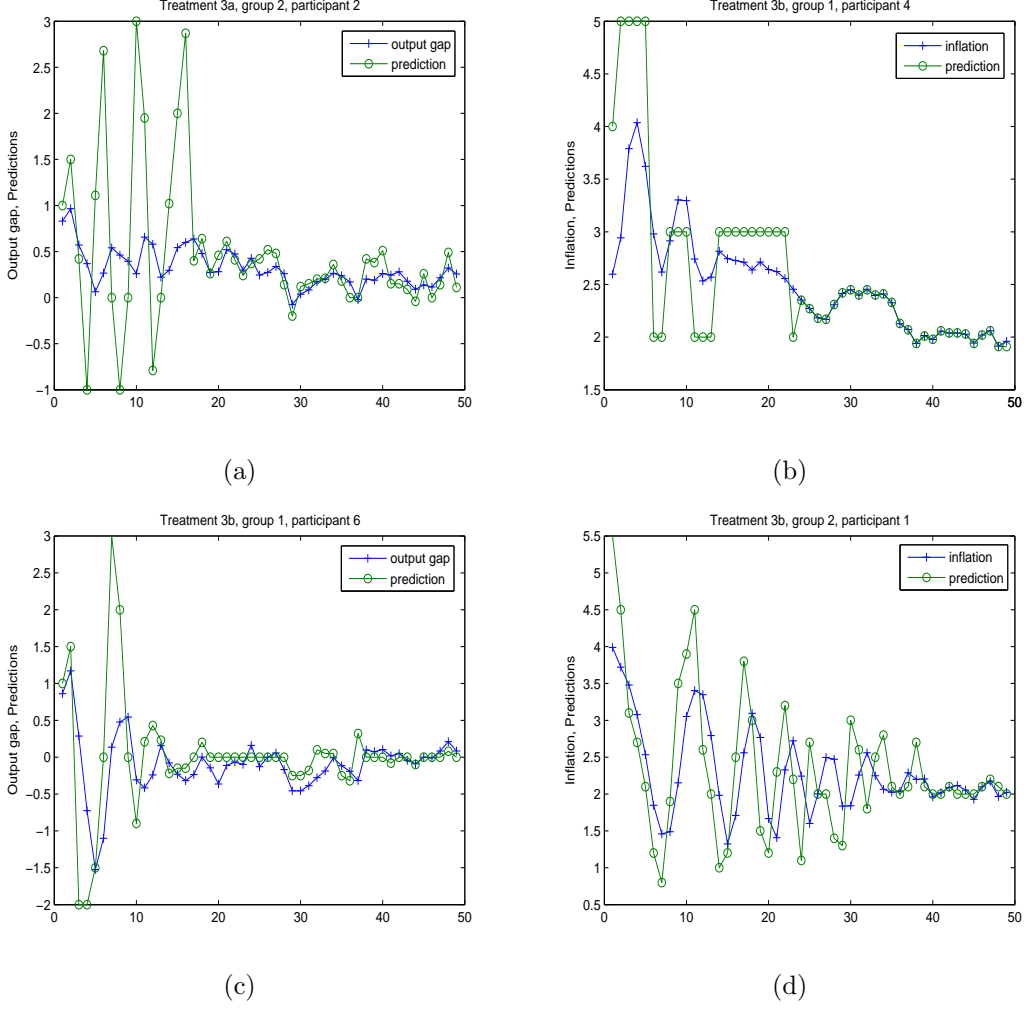 Treatment 3a, group 2, participant 2
3
2.5
2
1.5
1
0.5
0
−0.5
−1
Output gap, Predictions
output gap
prediction
0 10 20 30 40 50
(a)
Treatment 3b, group 1, participant 4
5
4.5
4
3.5
3
2.5
2
1.5
Inflation, Predictions
inflation
prediction
0 10 20 30 40 50
(b)
Treatment 3b, group 1, participant 6
3
2.5
2
1.5
1
0.5
0
−0.5
−1
−1.5
−2
Output gap, Predictions
output gap
prediction
0 10 20 30 40 50
(c)
Treatment 3b, group 2, participant 1
5.5
5
4.5
4
3.5
3
2.5
2
1.5
1
0.5
Inflation, Predictions
inflation
prediction
0 10 20 30 40 50
(d)